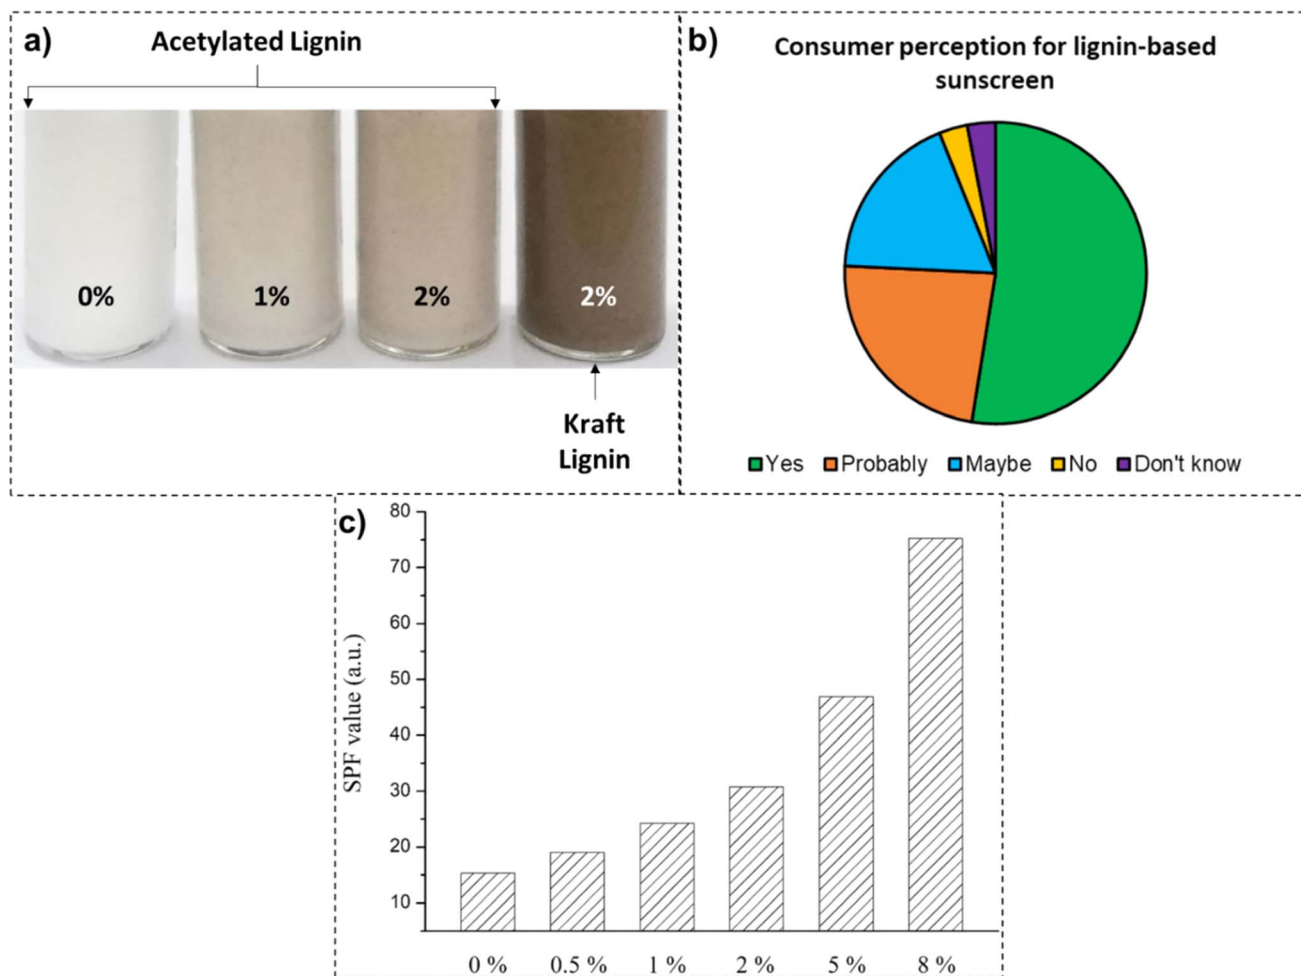 a)
Acetylated Lignin
0%
1%
2%
2%
Kraft
Lignin
b)
Consumer perception for lignin-based
sunscreen
Yes
Probably
Maybe
No
Don't know
c)
80
70
60
50
40
30
20
10
SPF value (a.u.)
0 %
0.5 %
1 %
2 %
5 %
8 %